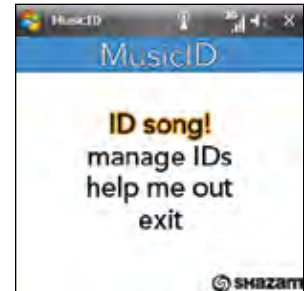 MusicID
MusicID
ID song!
manage IDs
help me out
exit
SHAZAM